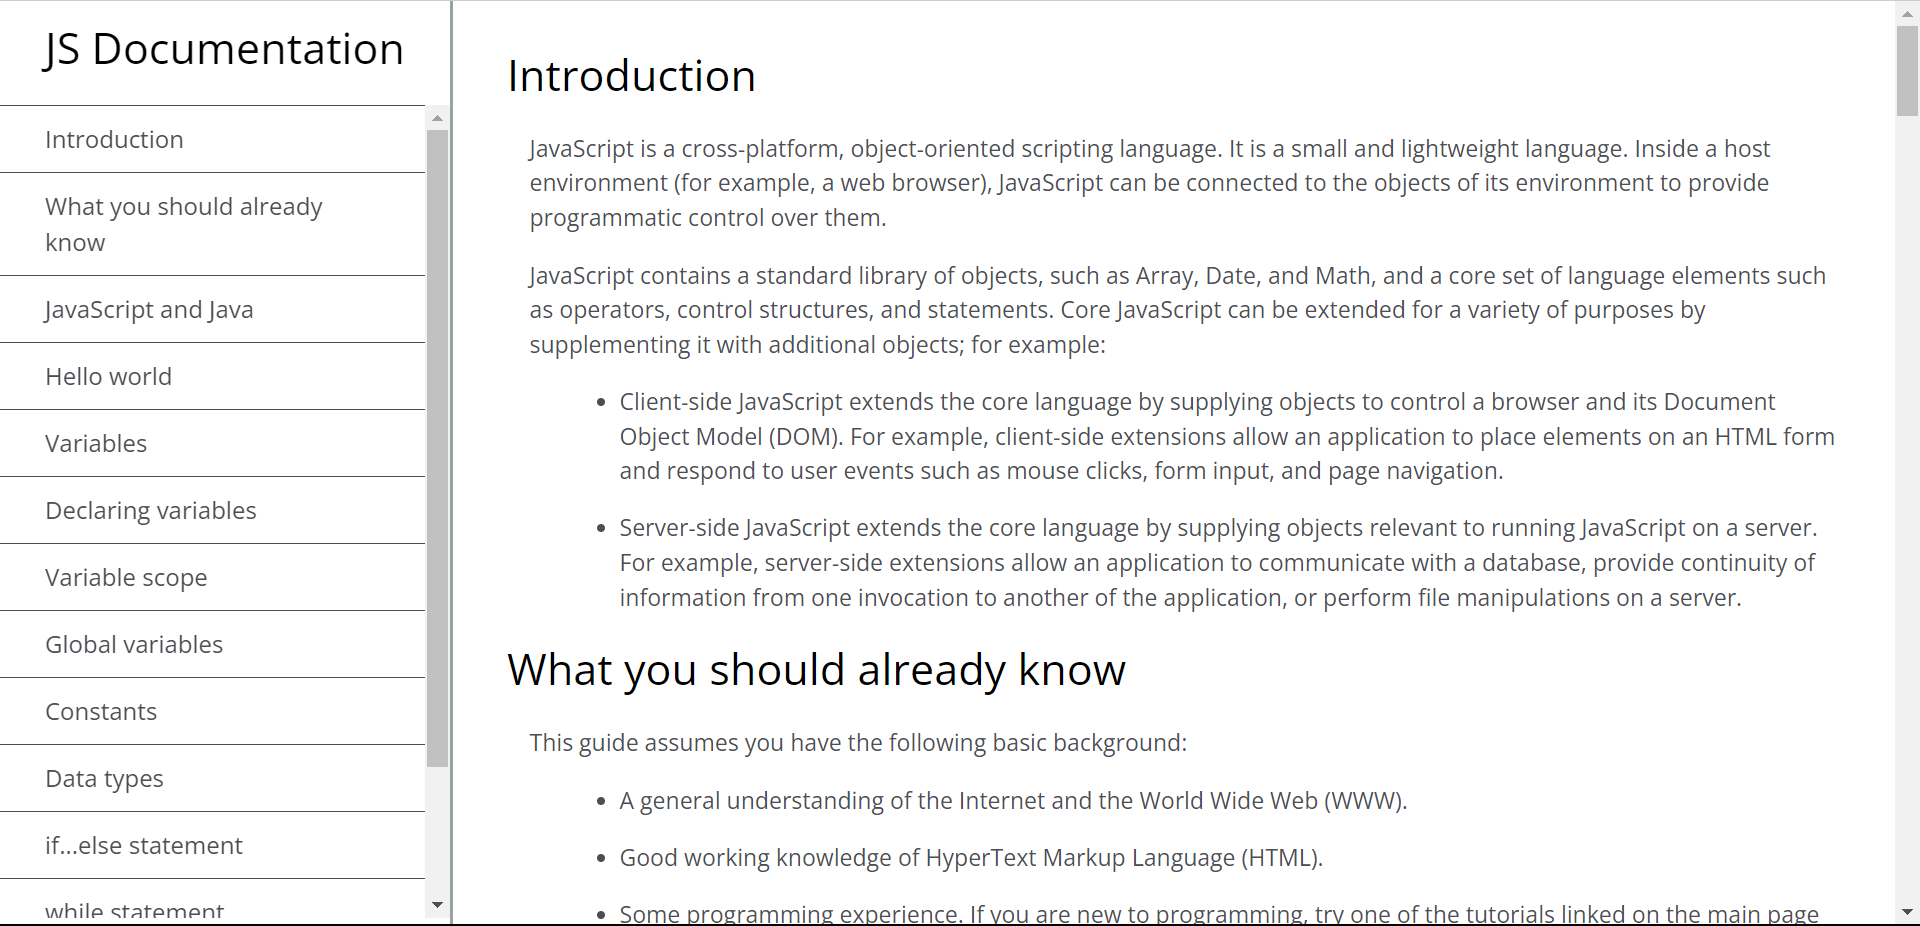 JS Documentation
Introduction
What you should already
know
JavaScript and Java
Hello world
Variables
Declaring variables
Variable scope
Global variables
Constants
Data types
if...else statement
while statement
Introduction
JavaScript is a cross-platform, object-oriented scripting language. It is a small and lightweight language. Inside a host
environment (for example, a web browser), JavaScript can be connected to the objects of its environment to provide
programmatic control over them.
JavaScript contains a standard library of objects, such as Array, Date, and Math, and a core set of language elements such
as operators, control structures, and statements. Core JavaScript can be extended for a variety of purposes by
supplementing it with additional objects; for example:
• Client-side JavaScript extends the core language by supplying objects to control a browser and its Document
Object Model (DOM). For example, client-side extensions allow an application to place elements on an HTML form
and respond to user events such as mouse clicks, form input, and page navigation.
• Server-side JavaScript extends the core language by supplying objects relevant to running JavaScript on a server.
For example, server-side extensions allow an application to communicate with a database, provide continuity of
information from one invocation to another of the application, or perform file manipulations on a server.
What you should already know
This guide assumes you have the following basic background:
• A general understanding of the Internet and the World Wide Web (WWW).
• Good working knowledge of HyperText Markup Language (HTML).
• Some programming experience. If you are new to programming, try one of the tutorials linked on the main page